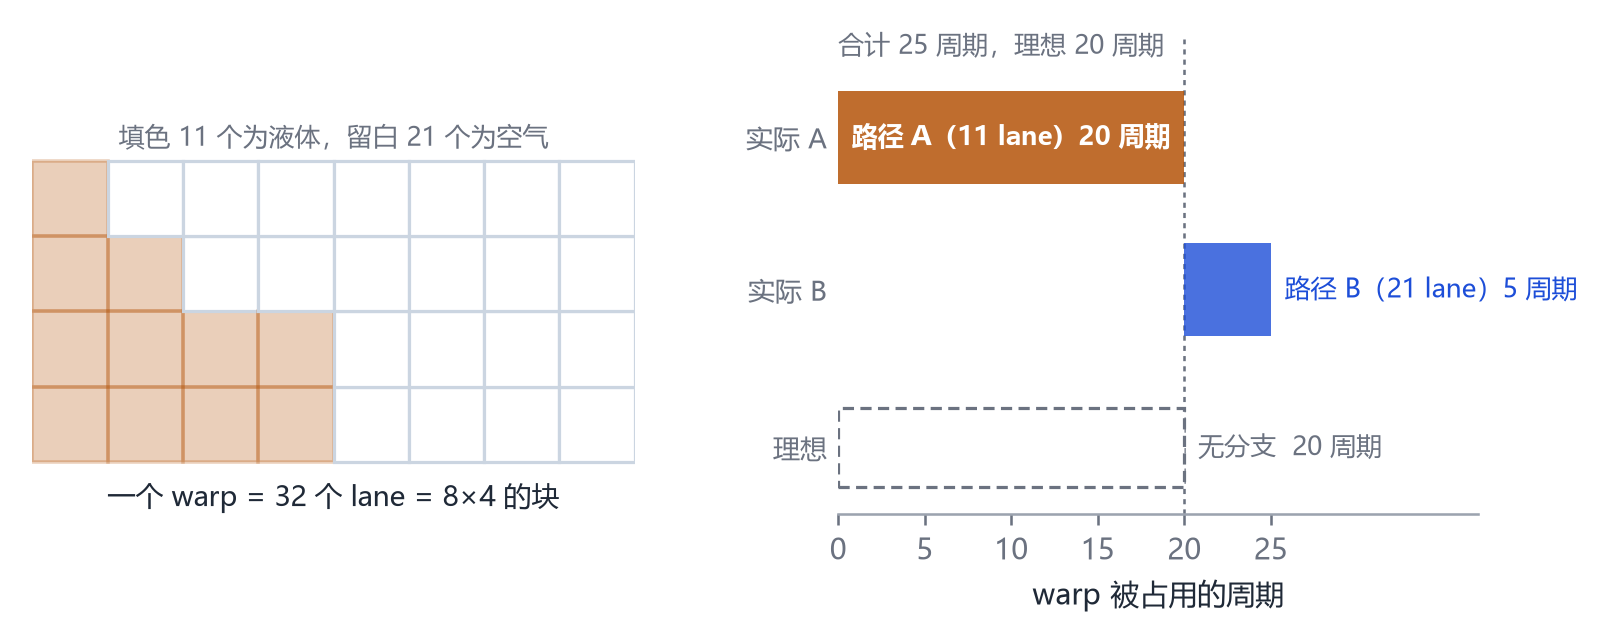 填色 11 个为液体，留白 21 个为空气
一个 warp = 32 个 lane = 8×4 的块
合计 25 周期，理想 20 周期
实际 A
路径 A（11 lane）20 周期
实际 B
路径 B（21 lane）5 周期
理想
无分支 20 周期
0 5 10 15 20 25
warp 被占用的周期